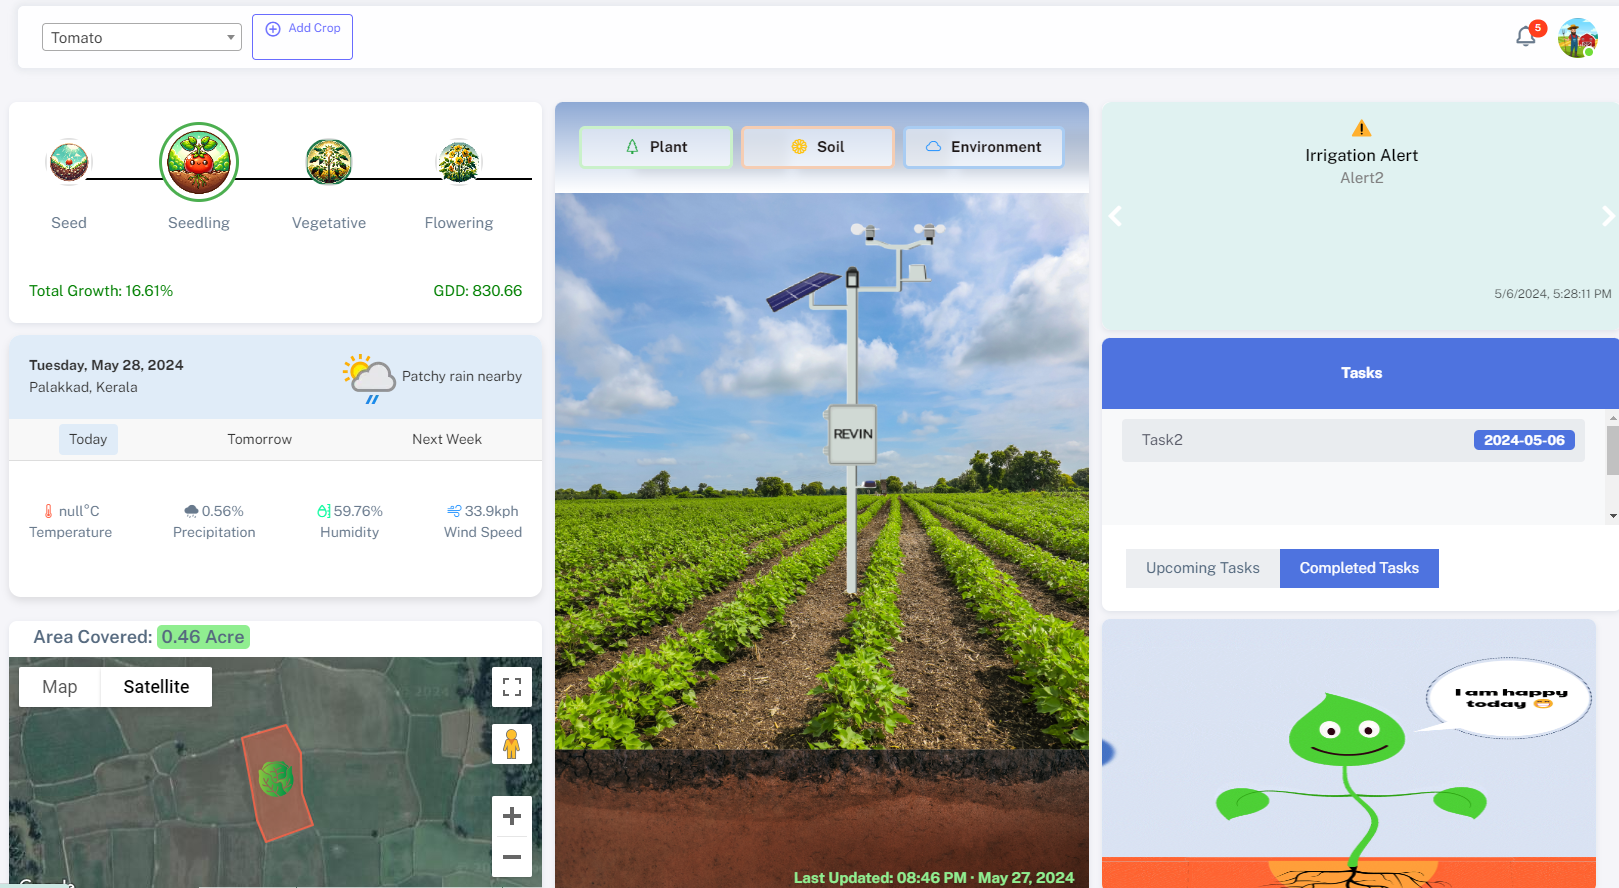 Tomato
Add Crop
5
Seed
Seedling
Vegetative
Flowering
Total Growth: 16.61%
GDD: 830.66
Tuesday, May 28, 2024
Palakkad, Kerala
Patchy rain nearby
Today
Tomorrow
Next Week
null°C
Temperature
0.56%
Precipitation
59.76%
Humidity
33.9kph
Wind Speed
Area Covered: 0.46 Acre
Map
Satellite
Plant
Soil
Environment
REVIN
Last Updated: 08:46 PM · May 27, 2024
Irrigation Alert
Alert2
5/6/2024, 5:28:11 PM
Tasks
Task2
2024-05-06
Upcoming Tasks
Completed Tasks
I am happy
today 😁